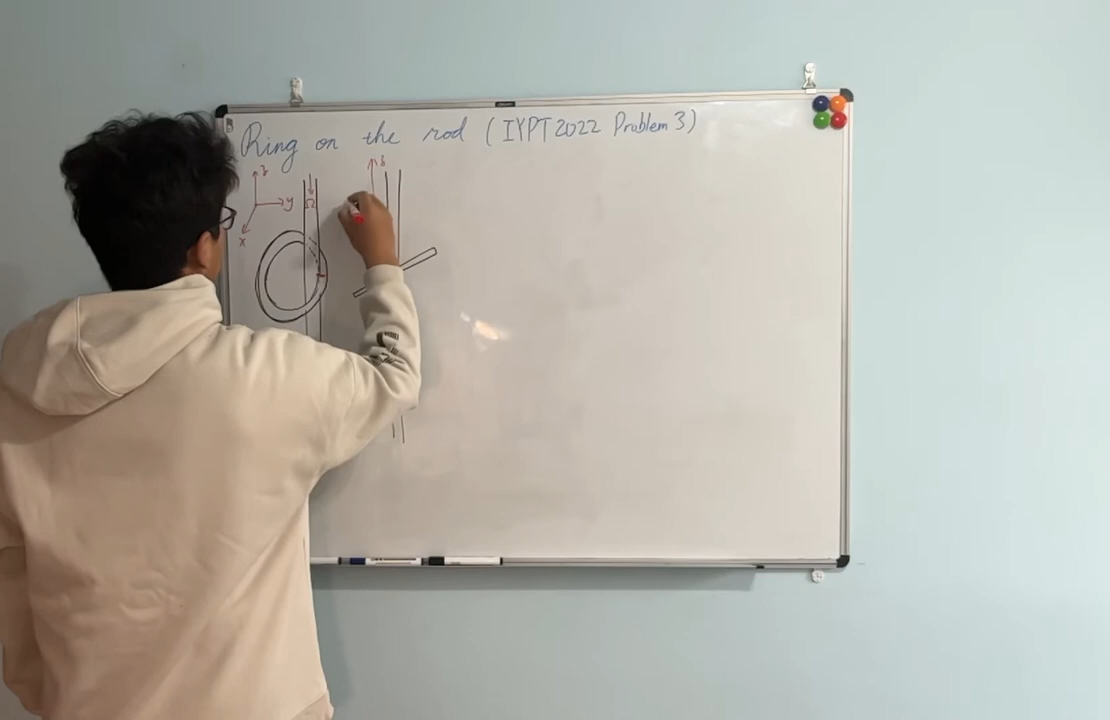 Ring on the rod (IYPT 2022 Problem 3)
z
y
x
Ω